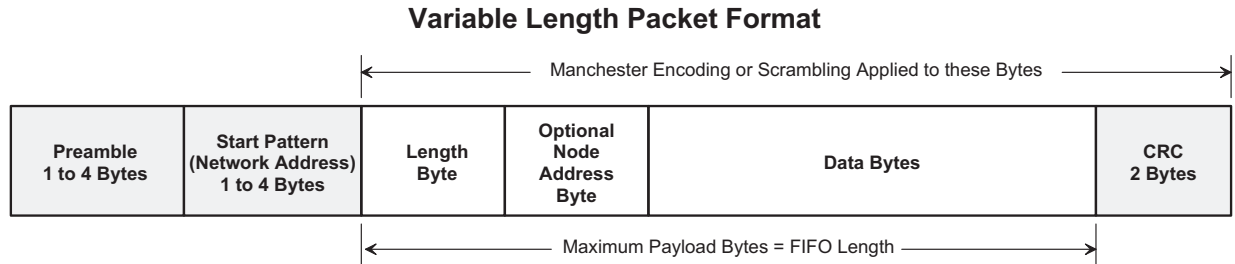 Variable Length Packet Format
Manchester Encoding or Scrambling Applied to these Bytes
Preamble
1 to 4 Bytes
Start Pattern
(Network Address)
1 to 4 Bytes
Length
Byte
Optional
Node
Address
Byte
Data Bytes
CRC
2 Bytes
Maximum Payload Bytes = FIFO Length